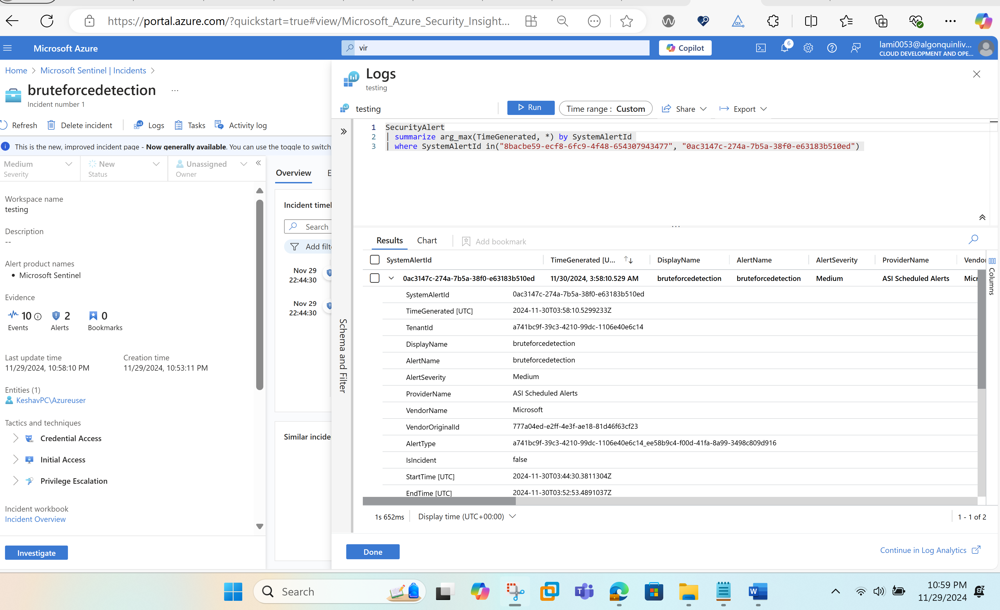 https://portal.azure.com/?quickstart=true#view/Microsoft_Azure_Security_Insight...
Microsoft Azure
vir
Copilot
6
lami0053@algonquinliv...
CLOUD DEVELOPMENT AND OPE...
Home > Microsoft Sentinel | Incidents >
bruteforcedetection ...
Incident number 1
Refresh Delete incident Logs Tasks Activity log
This is the new, improved incident page - Now generally available. You can use the toggle to switch
Medium
Severity
New
Status
Unassigned
Owner
Workspace name
testing
Description
--
Alert product names
• Microsoft Sentinel
Evidence
10 2 0
Events Alerts Bookmarks
Last update time Creation time
11/29/2024, 10:58:10 PM 11/29/2024, 10:53:11 PM
Entities (1)
KeshavPC\Azureuser
Tactics and techniques
Credential Access
Initial Access
Privilege Escalation
Incident workbook
Incident Overview
Investigate
Overview
Incident timel
Search
Add filt
Nov 29
22:44:30
Nov 29
22:44:30
Similar incide
Logs
testing
testing Run Time range : Custom Share Export
1 SecurityAlert
2 | summarize arg_max(TimeGenerated, *) by SystemAlertId
3 | where SystemAlertId in("8bacbe59-ecf8-6fc9-4f48-654307943477", "0ac3147c-274a-7b5a-38f0-e63183b510ed")
Schema and Filter
Results Chart Add bookmark
SystemAlertId TimeGenerated [U... DisplayName AlertName AlertSeverity ProviderName Vendo
Columns
0ac3147c-274a-7b5a-38f0-e63183b510ed 11/30/2024, 3:58:10.529 AM bruteforcedetection bruteforcedetection Medium ASI Scheduled Alerts Micr
SystemAlertId 0ac3147c-274a-7b5a-38f0-e63183b510ed
TimeGenerated [UTC] 2024-11-30T03:58:10.5299233Z
TenantId a741bc9f-39c3-4210-99dc-1106e40e6c14
DisplayName bruteforcedetection
AlertName bruteforcedetection
AlertSeverity Medium
ProviderName ASI Scheduled Alerts
VendorName Microsoft
VendorOriginalId 777a04ed-e2ff-4e3f-ae18-81d46f63cf23
AlertType a741bc9f-39c3-4210-99dc-1106e40e6c14_ee58b9c4-f00d-41fa-8a99-3498c809d916
IsIncident false
StartTime [UTC] 2024-11-30T03:44:30.3811304Z
EndTime [UTC] 2024-11-30T03:52:53.4891037Z
1s 652ms Display time (UTC+00:00) 1 - 1 of 2
Done
Continue in Log Analytics
Search
10:59 PM
11/29/2024